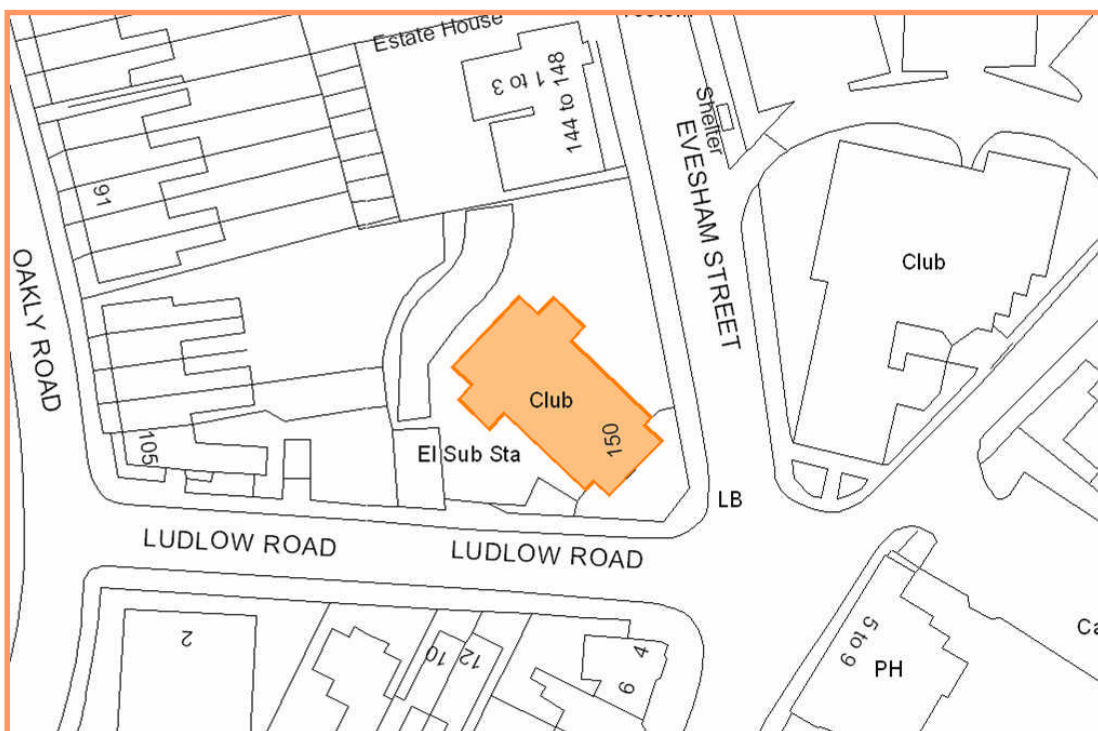 Estate House
1 to 3
144 to 148
Shelter
EVESHAM STREET
91
OAKLY ROAD
Club
Club
150
105
El Sub Sta
LB
LUDLOW ROAD
LUDLOW ROAD
2
10
12
4
6
5 to 9
PH